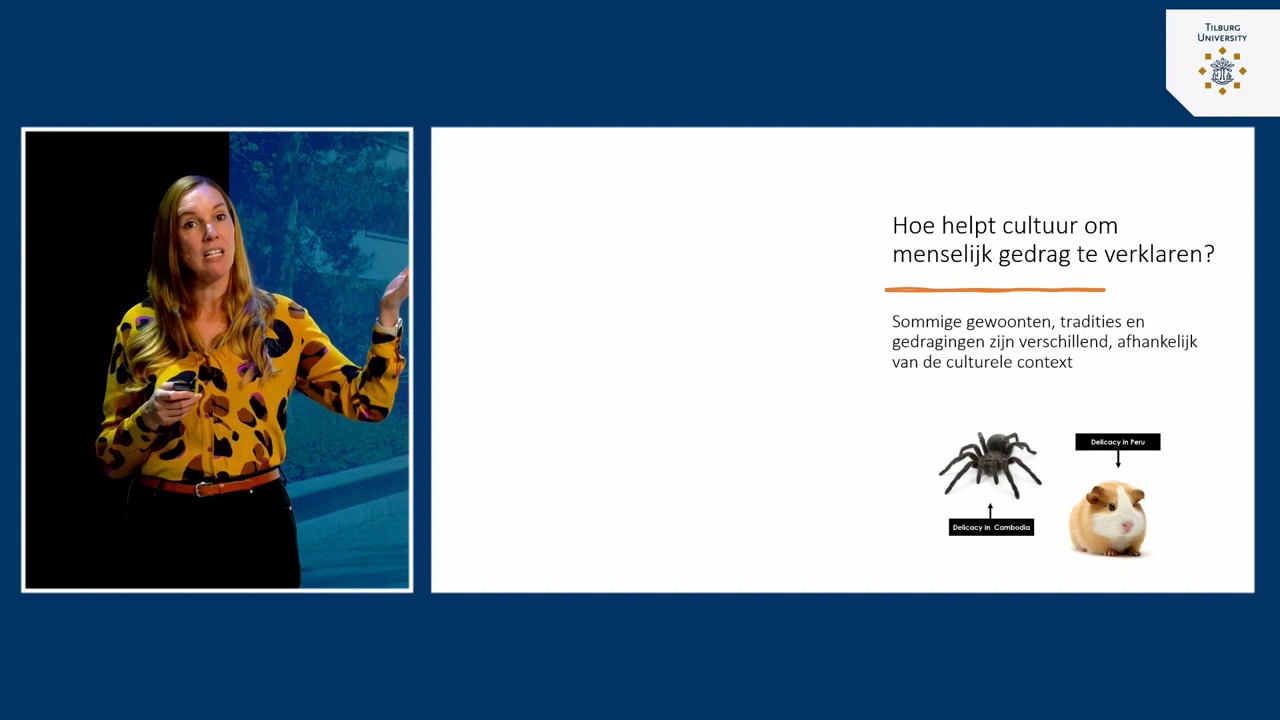 TILBURG
UNIVERSITY
Hoe helpt cultuur om
menselijk gedrag te verklaren?
Sommige gewoonten, tradities en
gedragingen zijn verschillend, afhankelijk
van de culturele context
Delicacy in Peru
Delicacy in Cambodia